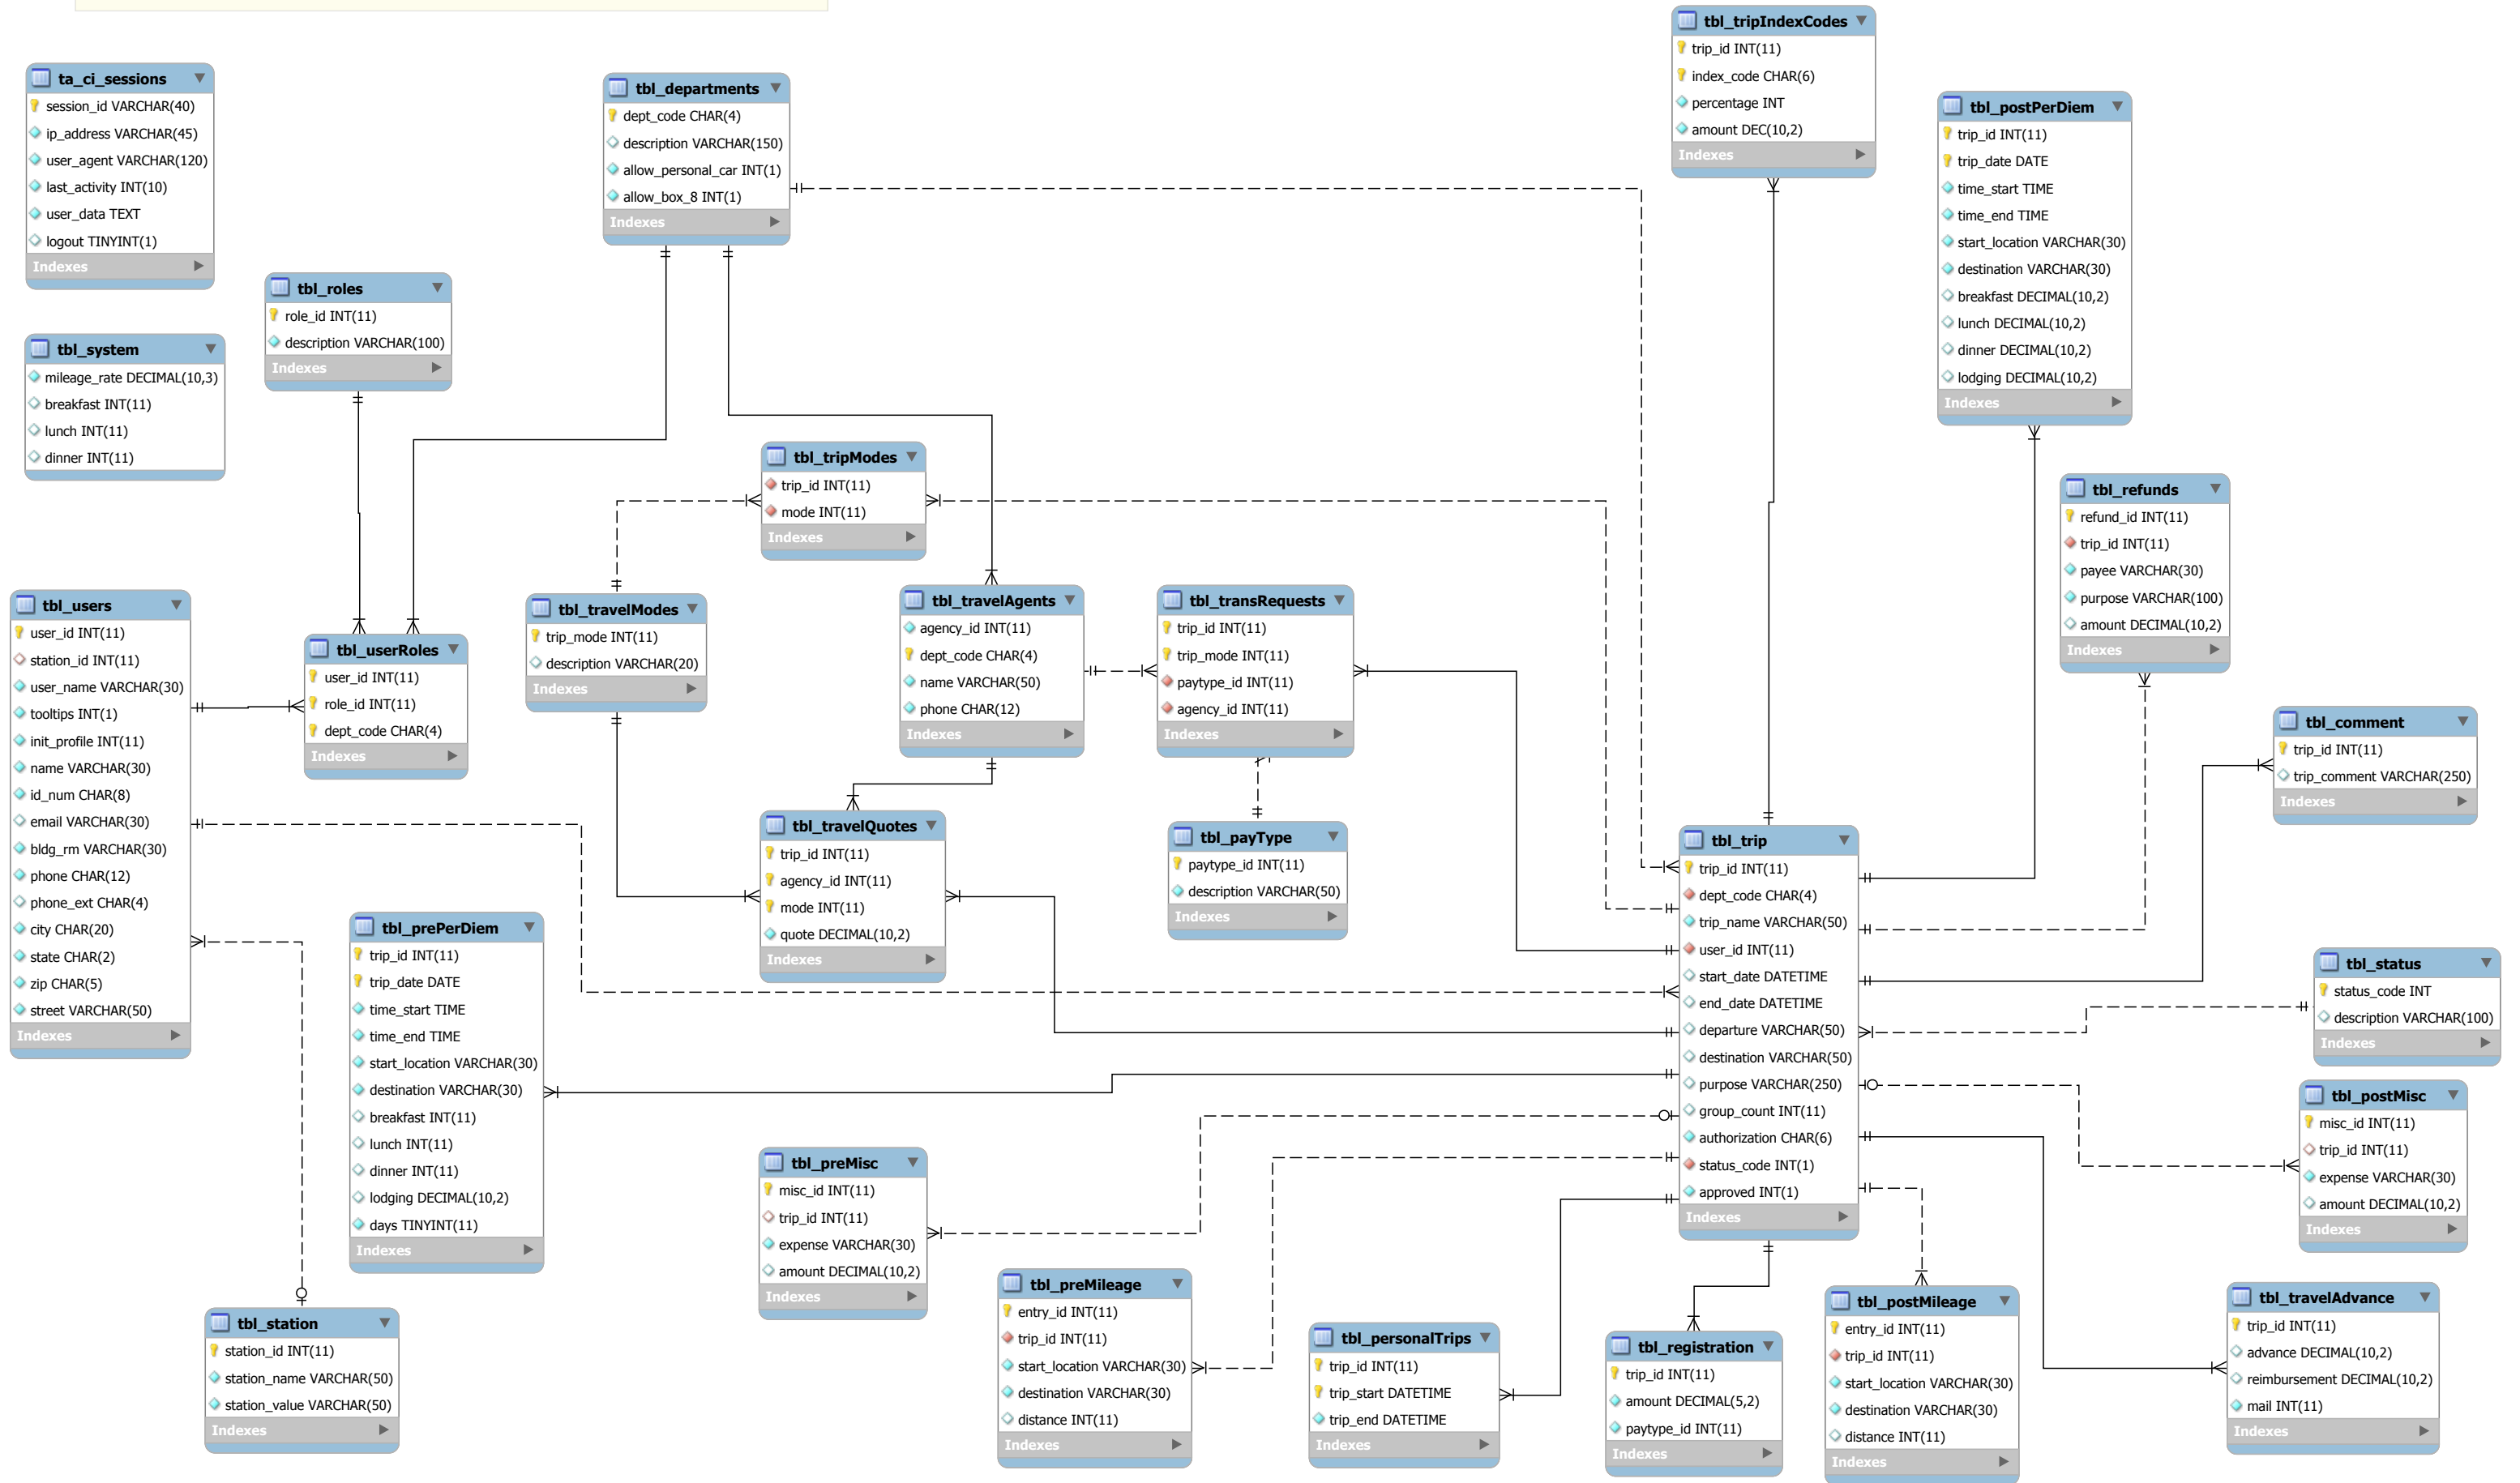 tbl_tripIndexCodes
trip_id INT(11)
index_code CHAR(6)
percentage INT
amount DEC(10,2)
Indexes
ta_ci_sessions
session_id VARCHAR(40)
ip_address VARCHAR(45)
user_agent VARCHAR(120)
last_activity INT(10)
user_data TEXT
logout TINYINT(1)
Indexes
tbl_departments
dept_code CHAR(4)
description VARCHAR(150)
allow_personal_car INT(1)
allow_box_8 INT(1)
Indexes
tbl_postPerDiem
trip_id INT(11)
trip_date DATE
time_start TIME
time_end TIME
start_location VARCHAR(30)
destination VARCHAR(30)
breakfast DECIMAL(10,2)
lunch DECIMAL(10,2)
dinner DECIMAL(10,2)
lodging DECIMAL(10,2)
Indexes
tbl_roles
role_id INT(11)
description VARCHAR(100)
Indexes
tbl_system
mileage_rate DECIMAL(10,3)
breakfast INT(11)
lunch INT(11)
dinner INT(11)
tbl_tripModes
trip_id INT(11)
mode INT(11)
Indexes
tbl_refunds
refund_id INT(11)
trip_id INT(11)
payee VARCHAR(30)
purpose VARCHAR(100)
amount DECIMAL(10,2)
Indexes
tbl_users
user_id INT(11)
station_id INT(11)
user_name VARCHAR(30)
tooltips INT(1)
init_profile INT(11)
name VARCHAR(30)
id_num CHAR(8)
email VARCHAR(30)
bldg_rm VARCHAR(30)
phone CHAR(12)
phone_ext CHAR(4)
city CHAR(20)
state CHAR(2)
zip CHAR(5)
street VARCHAR(50)
Indexes
tbl_userRoles
user_id INT(11)
role_id INT(11)
dept_code CHAR(4)
Indexes
tbl_travelModes
trip_mode INT(11)
description VARCHAR(20)
Indexes
tbl_travelAgents
agency_id INT(11)
dept_code CHAR(4)
name VARCHAR(50)
phone CHAR(12)
Indexes
tbl_transRequests
trip_id INT(11)
trip_mode INT(11)
paytype_id INT(11)
agency_id INT(11)
Indexes
tbl_comment
trip_id INT(11)
trip_comment VARCHAR(250)
Indexes
tbl_travelQuotes
trip_id INT(11)
agency_id INT(11)
mode INT(11)
quote DECIMAL(10,2)
Indexes
tbl_payType
paytype_id INT(11)
description VARCHAR(50)
Indexes
tbl_trip
trip_id INT(11)
dept_code CHAR(4)
trip_name VARCHAR(50)
user_id INT(11)
start_date DATETIME
end_date DATETIME
departure VARCHAR(50)
destination VARCHAR(50)
purpose VARCHAR(250)
group_count INT(11)
authorization CHAR(6)
status_code INT(1)
approved INT(1)
Indexes
tbl_prePerDiem
trip_id INT(11)
trip_date DATE
time_start TIME
time_end TIME
start_location VARCHAR(30)
destination VARCHAR(30)
breakfast INT(11)
lunch INT(11)
dinner INT(11)
lodging DECIMAL(10,2)
days TINYINT(11)
Indexes
tbl_status
status_code INT
description VARCHAR(100)
Indexes
tbl_postMisc
misc_id INT(11)
trip_id INT(11)
expense VARCHAR(30)
amount DECIMAL(10,2)
Indexes
tbl_preMisc
misc_id INT(11)
trip_id INT(11)
expense VARCHAR(30)
amount DECIMAL(10,2)
Indexes
tbl_preMileage
entry_id INT(11)
trip_id INT(11)
start_location VARCHAR(30)
destination VARCHAR(30)
distance INT(11)
Indexes
tbl_station
station_id INT(11)
station_name VARCHAR(50)
station_value VARCHAR(50)
Indexes
tbl_personalTrips
trip_id INT(11)
trip_start DATETIME
trip_end DATETIME
Indexes
tbl_registration
trip_id INT(11)
amount DECIMAL(5,2)
paytype_id INT(11)
Indexes
tbl_postMileage
entry_id INT(11)
trip_id INT(11)
start_location VARCHAR(30)
destination VARCHAR(30)
distance INT(11)
Indexes
tbl_travelAdvance
trip_id INT(11)
advance DECIMAL(10,2)
reimbursement DECIMAL(10,2)
mail INT(11)
Indexes